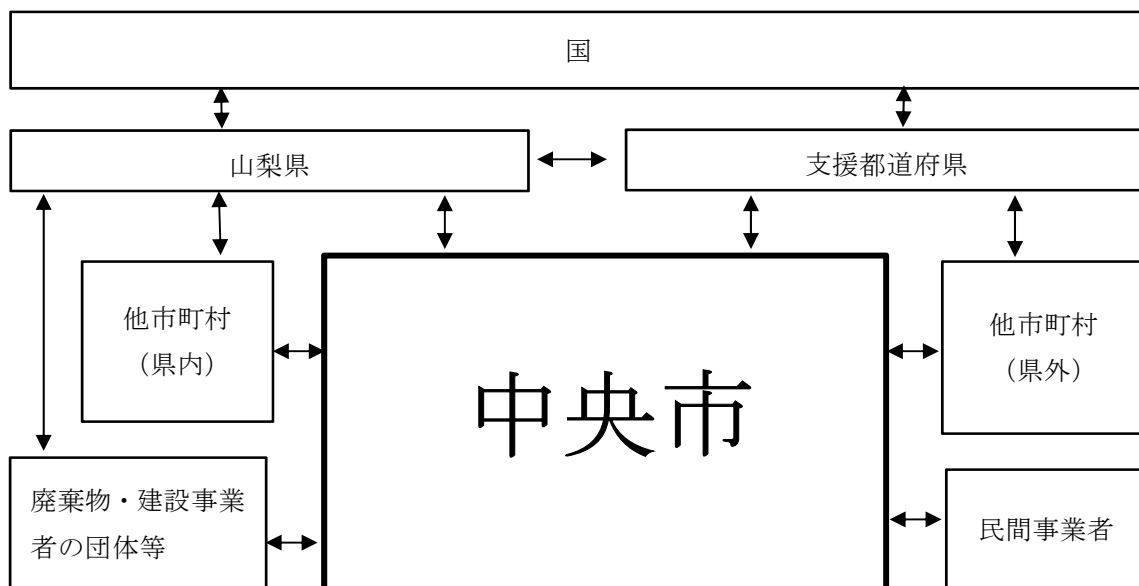 国
山梨県
支援都道府県
他市町村
（県内）
中央市
他市町村
（県外）
廃棄物・建設事業
者の団体等
民間事業者